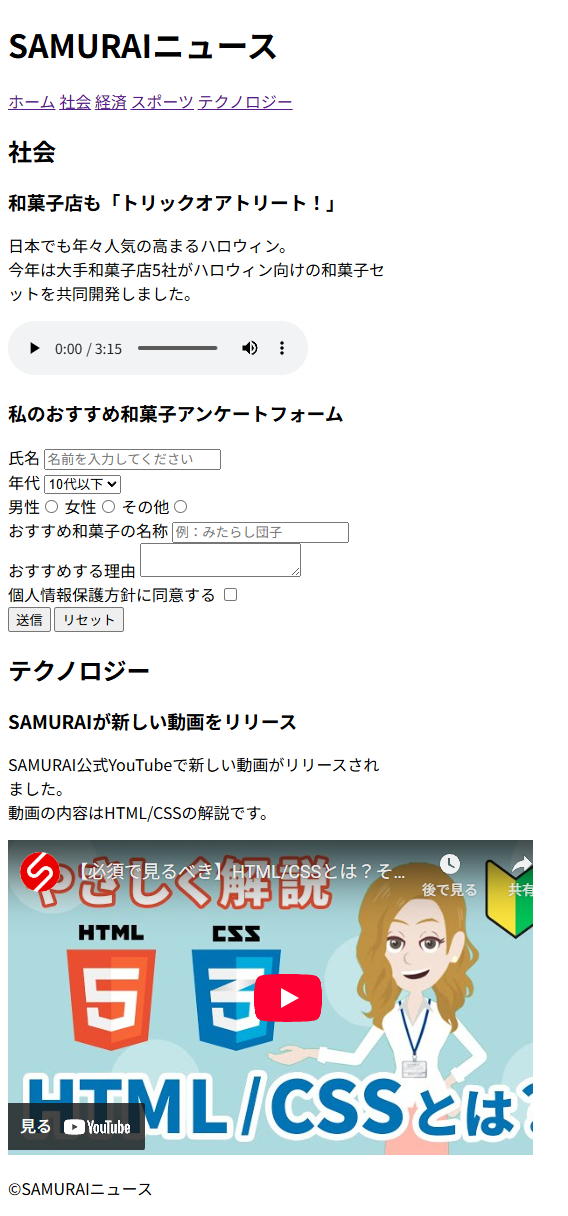 SAMURAIニュース
ホーム 社会 経済 スポーツ テクノロジー
社会
和菓子店も「トリックオアトリート！」
日本でも年々人気の高まるハロウィン。
今年は大手和菓子店5社がハロウィン向けの和菓子セ
ットを共同開発しました。
0:00 / 3:15
私のおすすめ和菓子アンケートフォーム
氏名 名前を入力してください
年代 10代以下
男性 女性 その他
おすすめ和菓子の名称 例：みたらし団子
おすすめする理由
個人情報保護方針に同意する
送信 リセット
テクノロジー
SAMURAIが新しい動画をリリース
SAMURAI公式YouTubeで新しい動画がリリースされ
ました。
動画の内容はHTML/CSSの解説です。
【必須で見るべき】HTML/CSSとは？そ...
後で見る 共有
やさしく解説
HTML CSS
5 3
HTML/CSSとは?
見る YouTube
©SAMURAIニュース